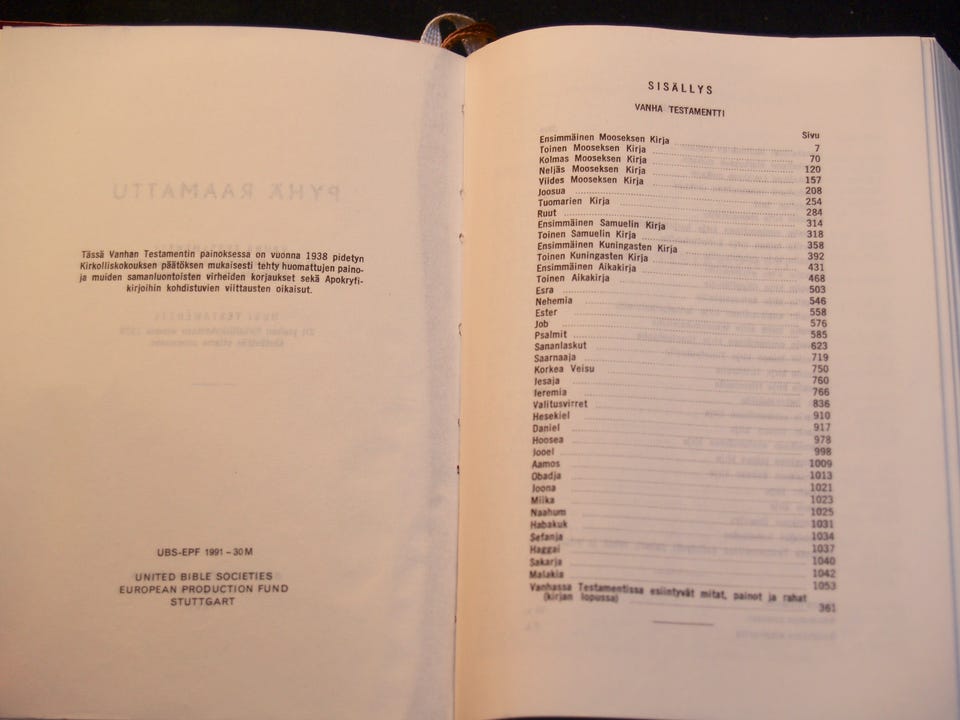 Tässä Vanhan Testamentin painoksessa on vuonna 1938 pidetyn
Kirkolliskokouksen päätöksen mukaisesti tehty huomattujen paino-
ja muiden samanluontoisten virheiden korjaukset sekä Apokryfi-
kirjoihin kohdistuvien viittausten oikaisut.
UBS-EPF 1991 – 30M
UNITED BIBLE SOCIETIES
EUROPEAN PRODUCTION FUND
STUTTGART
SISÄLLYS
VANHA TESTAMENTTI
Sivu
Ensimmäinen Mooseksen Kirja 7
Toinen Mooseksen Kirja 70
Kolmas Mooseksen Kirja 120
Neljäs Mooseksen Kirja 157
Viides Mooseksen Kirja 208
Joosua 254
Tuomarien Kirja 284
Ruut 314
Ensimmäinen Samuelin Kirja 318
Toinen Samuelin Kirja 358
Ensimmäinen Kuningasten Kirja 392
Toinen Kuningasten Kirja 431
Ensimmäinen Aikakirja 468
Toinen Aikakirja 503
Esra 546
Nehemia 558
Ester 576
Job 585
Psalmit 623
Sananlaskut 719
Saarnaaja 750
Korkea Veisu 760
Jesaja 766
Jeremia 836
Valitusvirret 910
Hesekiel 917
Daniel 978
Hoosea 998
Jooel 1009
Aamos 1013
Obadja 1021
Joona 1023
Miika 1025
Naahum 1031
Habakuk 1034
Sefanja 1037
Haggai 1040
Sakarja 1042
Malakia 1053
Vanhassa Testamentissa esiintyvät mitat, painot ja rahat
(kirjan lopussa) 361